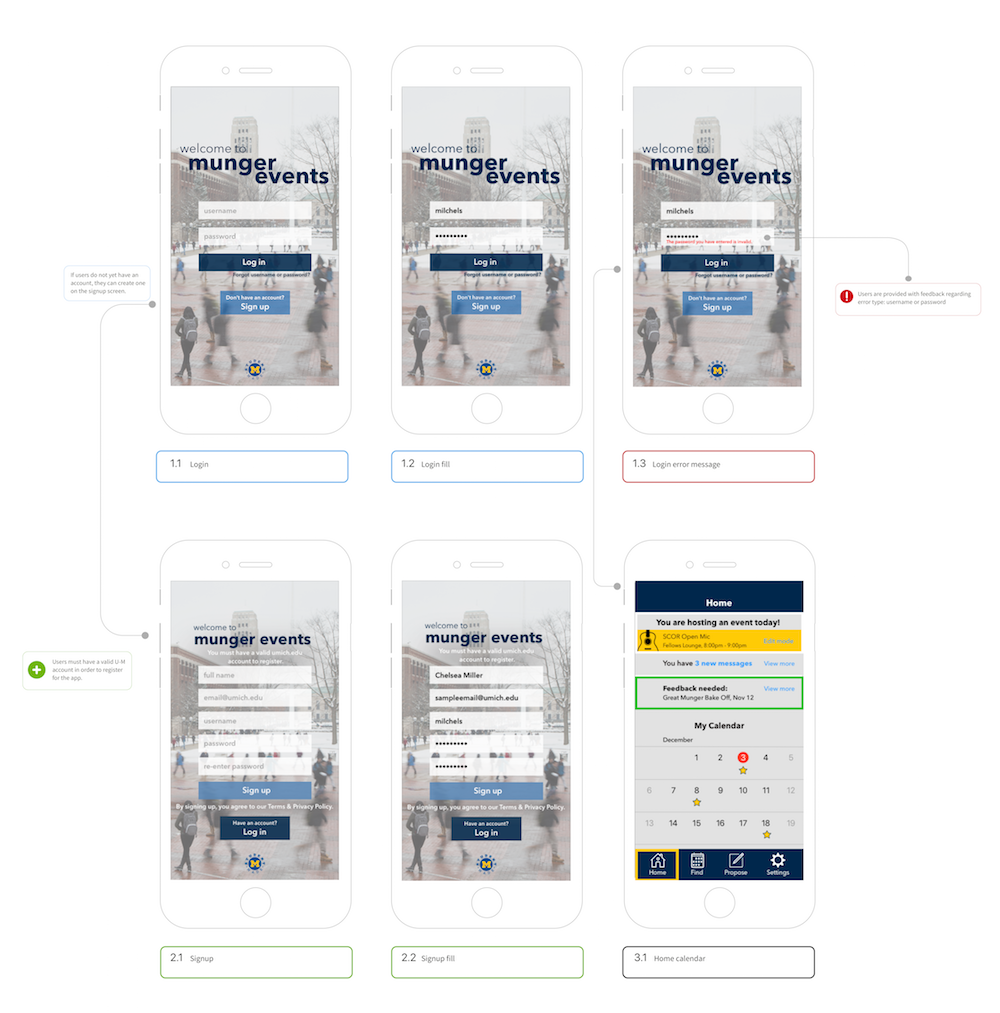 welcome to
munger
events
username
password
Log in
Forgot username or password?
Don't have an account?
Sign up
M
1.1 Login
welcome to
munger
events
milchels
•••••••••
Log in
Forgot username or password?
Don't have an account?
Sign up
M
1.2 Login fill
welcome to
munger
events
milchels
•••••••••
The password you have entered is invalid.
Log in
Forgot username or password?
Don't have an account?
Sign up
M
1.3 Login error message
If users do not yet have an
account, they can create one
on the signup screen.
Users are provided with feedback regarding
error type: username or password
Users must have a valid U-M
account in order to register
for the app.
welcome to
munger events
You must have a valid umich.edu
account to register.
full name
email@umich.edu
username
password
re-enter password
Sign up
By signing up, you agree to our Terms & Privacy Policy.
Have an account?
Log in
M
2.1 Signup
welcome to
munger events
You must have a valid umich.edu
account to register.
Chelsea Miller
sampleemail@umich.edu
milchels
•••••••••
•••••••••
Sign up
By signing up, you agree to our Terms & Privacy Policy.
Have an account?
Log in
M
2.2 Signup fill
Home
You are hosting an event today!
SCOR Open Mic
Fellows Lounge, 8:00pm - 9:00pm
Edit mode
You have 3 new messages View more
Feedback needed: View more
Great Munger Bake Off, Nov 12
My Calendar
December
1 2 3 4 5
6 7 8 9 10 11 12
13 14 15 16 17 18 19
Home Find Propose Settings
3.1 Home calendar